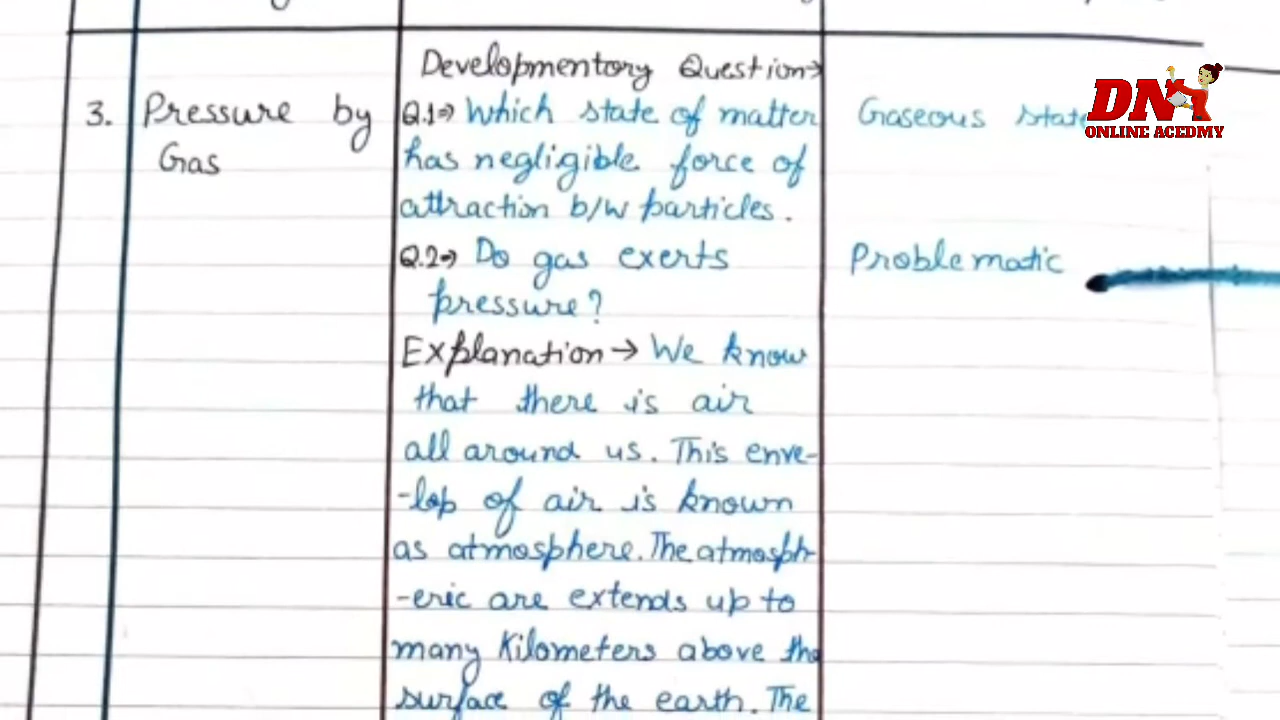 Developmentory Question→
3. Pressure by Gas
Q.1→ Which state of matter
has negligible force of
attraction b/w particles.
Gaseous state
Q.2→ Do gas exerts
pressure?
Problematic
Explanation → We know
that there is air
all around us. This enve-
-lop of air is known
as atmosphere. The atmosph-
-eric are extends up to
many Kilometers above the
surface of the earth. The
DN
ONLINE ACEDMY